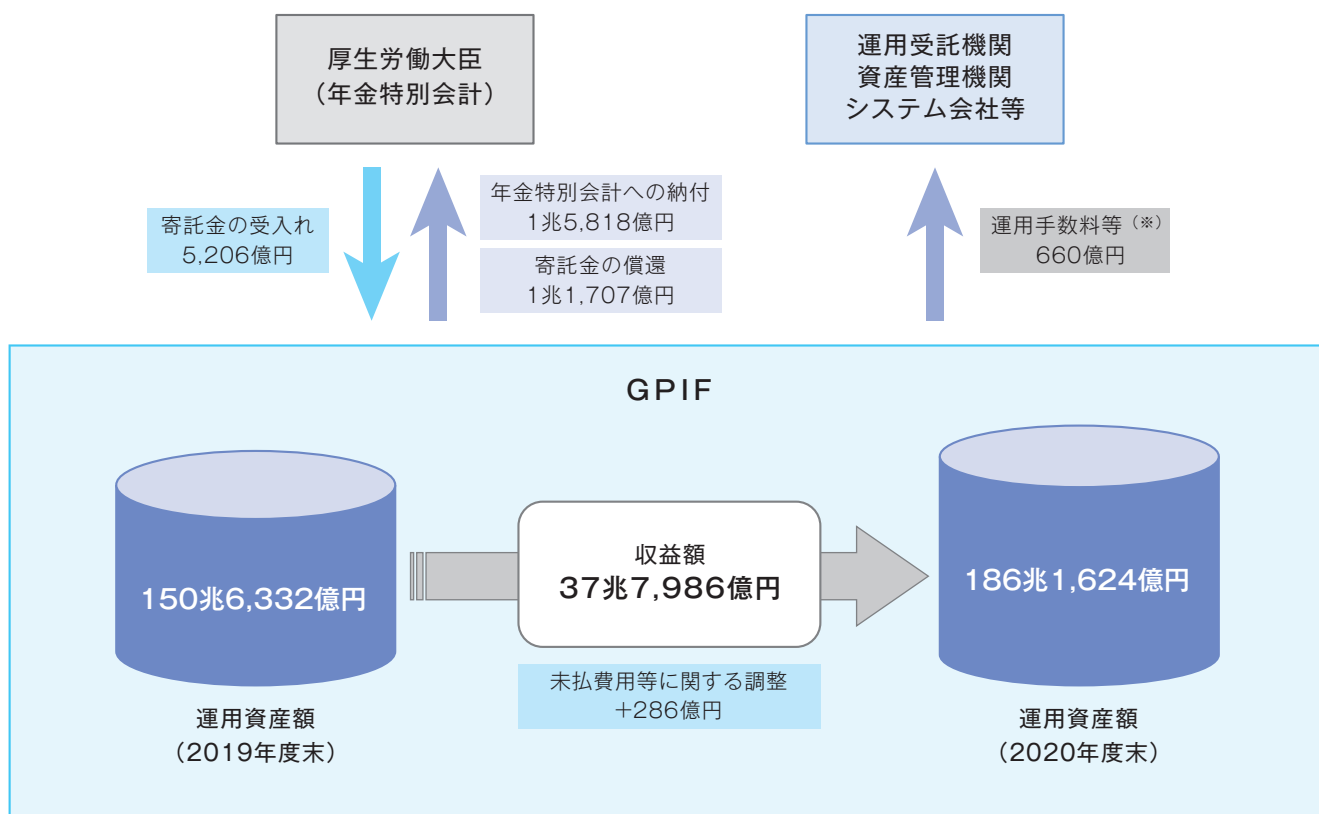 厚生労働大臣
（年金特別会計）
運用受託機関
資産管理機関
システム会社等
寄託金の受入れ
5,206億円
年金特別会計への納付
1兆5,818億円
寄託金の償還
1兆1,707億円
運用手数料等（※）
660億円
GPIF
150兆6,332億円
収益額
37兆7,986億円
186兆1,624億円
未払費用等に関する調整
＋286億円
運用資産額
（2019年度末）
運用資産額
（2020年度末）